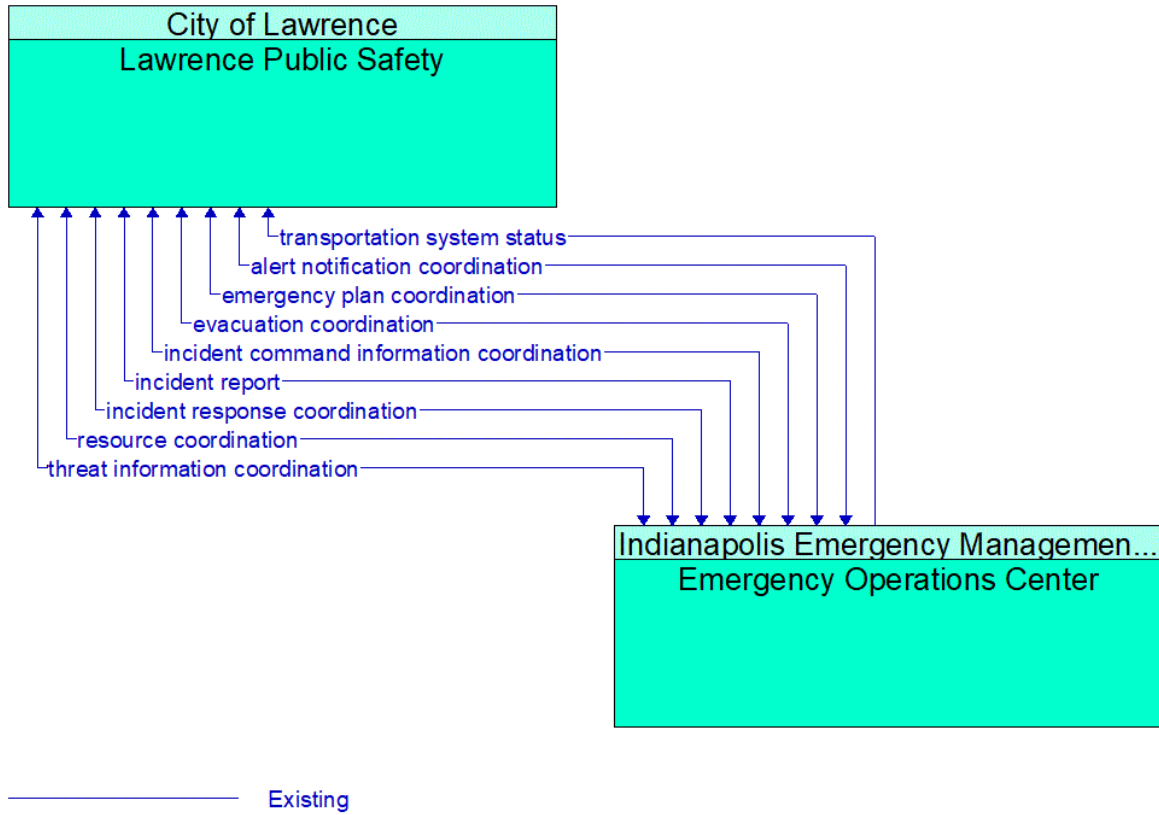 City of Lawrence
Lawrence Public Safety
transportation system status
alert notification coordination
emergency plan coordination
evacuation coordination
incident command information coordination
incident report
incident response coordination
resource coordination
threat information coordination
Indianapolis Emergency Managemen...
Emergency Operations Center
Existing